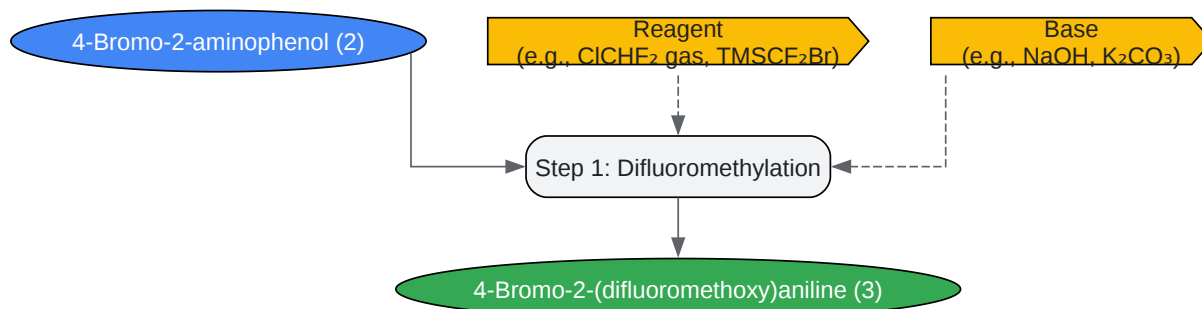 4-Bromo-2-aminophenol (2)
Reagent
(e.g., ClCHF₂ gas, TMSCF₂Br)
Base
(e.g., NaOH, K₂CO₃)
Step 1: Difluoromethylation
4-Bromo-2-(difluoromethoxy)aniline (3)